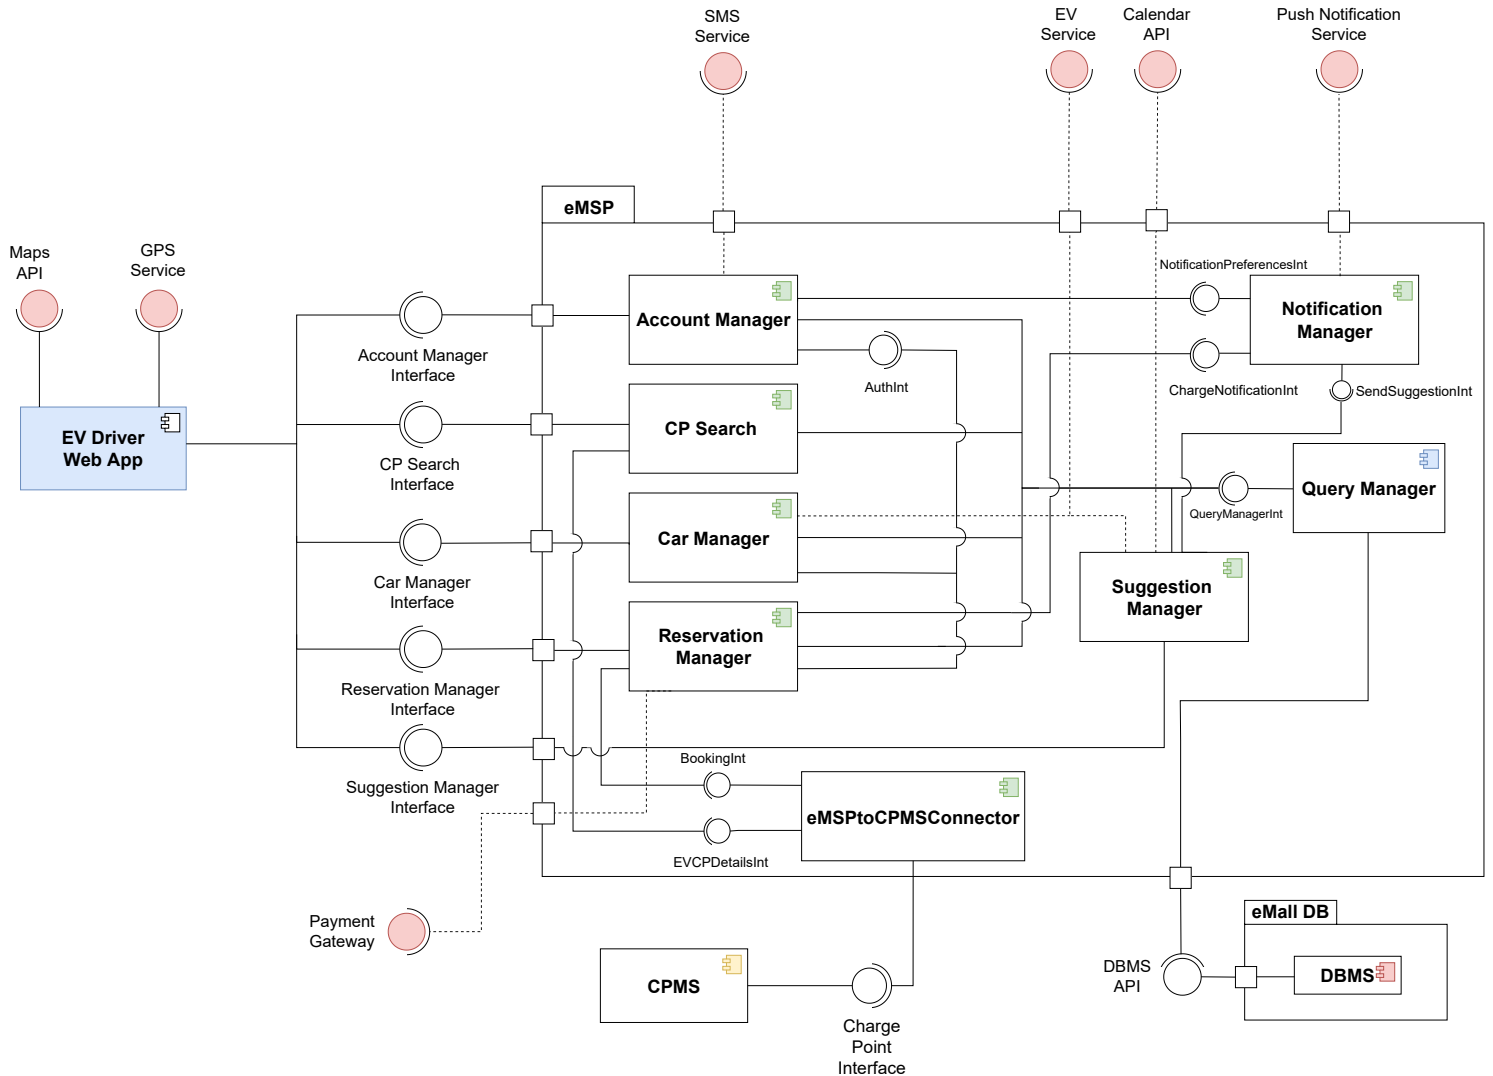 SMS
Service
EV
Service
Calendar
API
Push Notification
Service
eMSP
Maps
API
GPS
Service
NotificationPreferencesInt
Account Manager
Notification
Manager
Account Manager
Interface
AuthInt
ChargeNotificationInt
SendSuggestionInt
EV Driver
Web App
CP Search
CP Search
Interface
Query Manager
QueryManagerInt
Car Manager
Car Manager
Interface
Suggestion
Manager
Reservation
Manager
Reservation Manager
Interface
Suggestion Manager
Interface
BookingInt
eMSPtoCPMSConnector
EVCPDetailsInt
Payment
Gateway
eMall DB
CPMS
DBMS
API
DBMS
Charge
Point
Interface